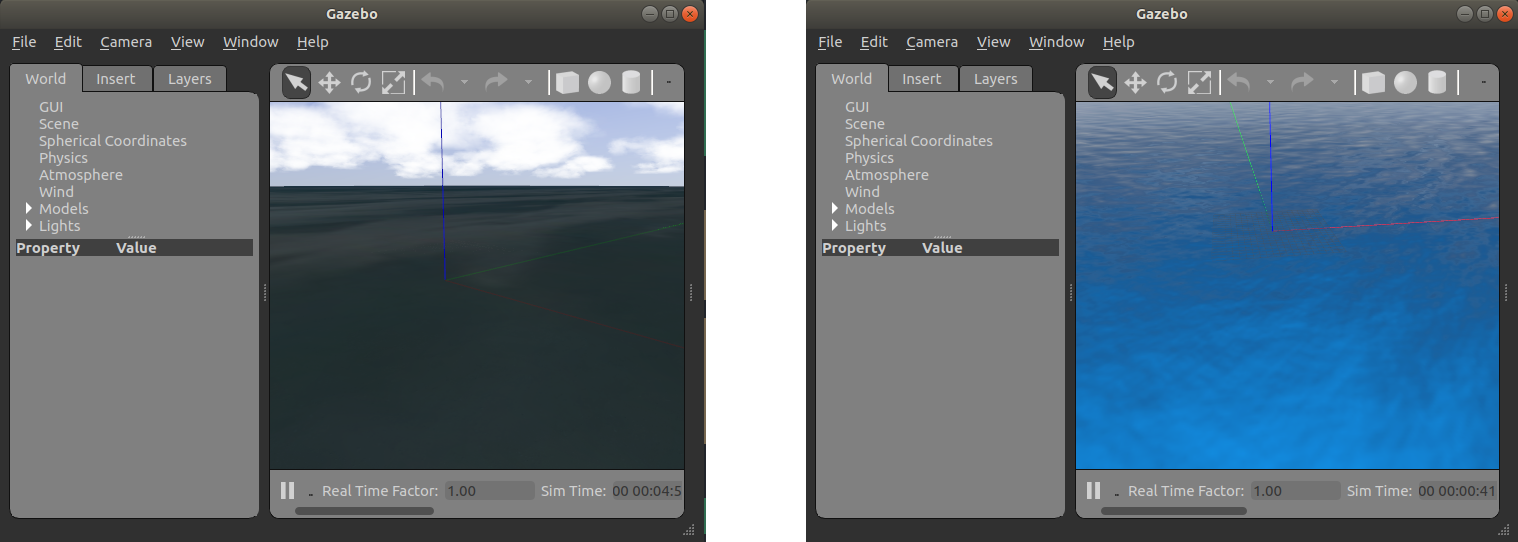 Gazebo
File Edit Camera View Window Help
World Insert Layers
GUI
Scene
Spherical Coordinates
Physics
Atmosphere
Wind
Models
Lights
Property Value
Real Time Factor: 1.00 Sim Time: 00 00:04:5
Gazebo
File Edit Camera View Window Help
World Insert Layers
GUI
Scene
Spherical Coordinates
Physics
Atmosphere
Wind
Models
Lights
Property Value
Real Time Factor: 1.00 Sim Time: 00 00:00:41